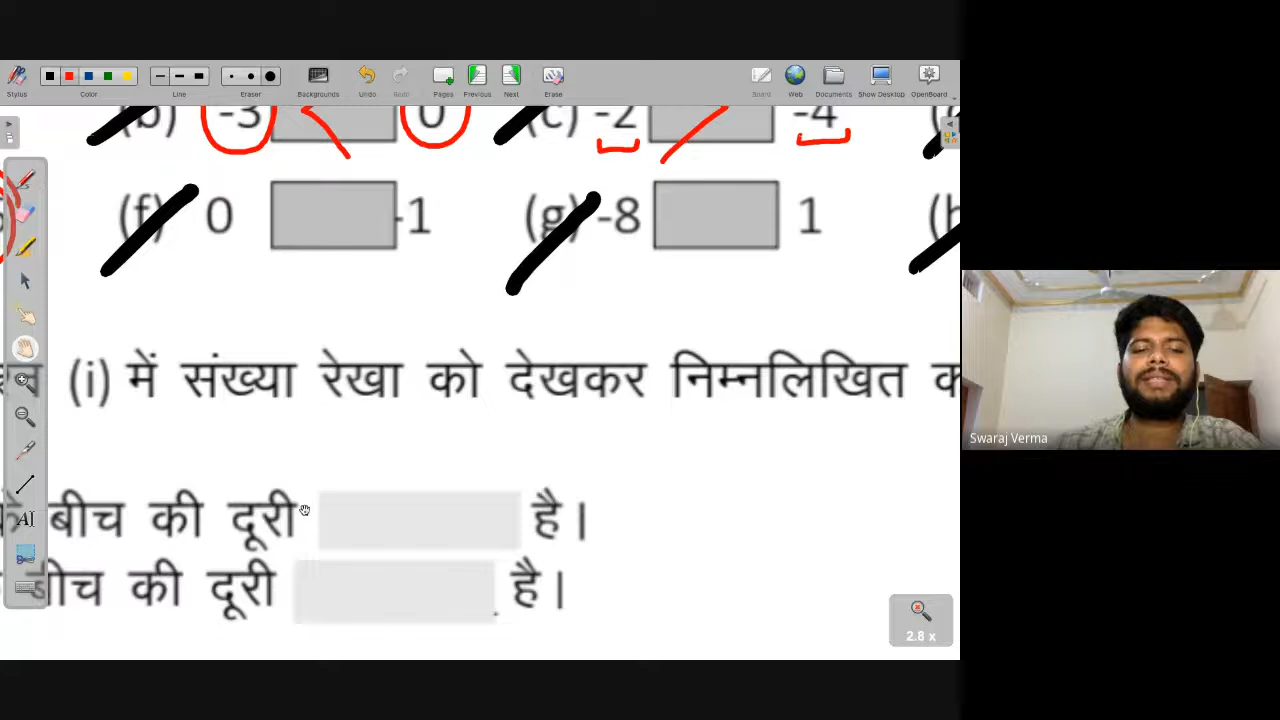 Stylus Color Line Eraser Backgrounds Undo Redo Pages Previous Next Erase Board Web Documents Show Desktop OpenBoard
(b) -3 0 (c) -2 -4
(f) 0 -1 (g) -8 1
(i) में संख्या रेखा को देखकर निम्नलिखित
के बीच की दूरी है।
बीच की दूरी है।
2.8 x
Swaraj Verma